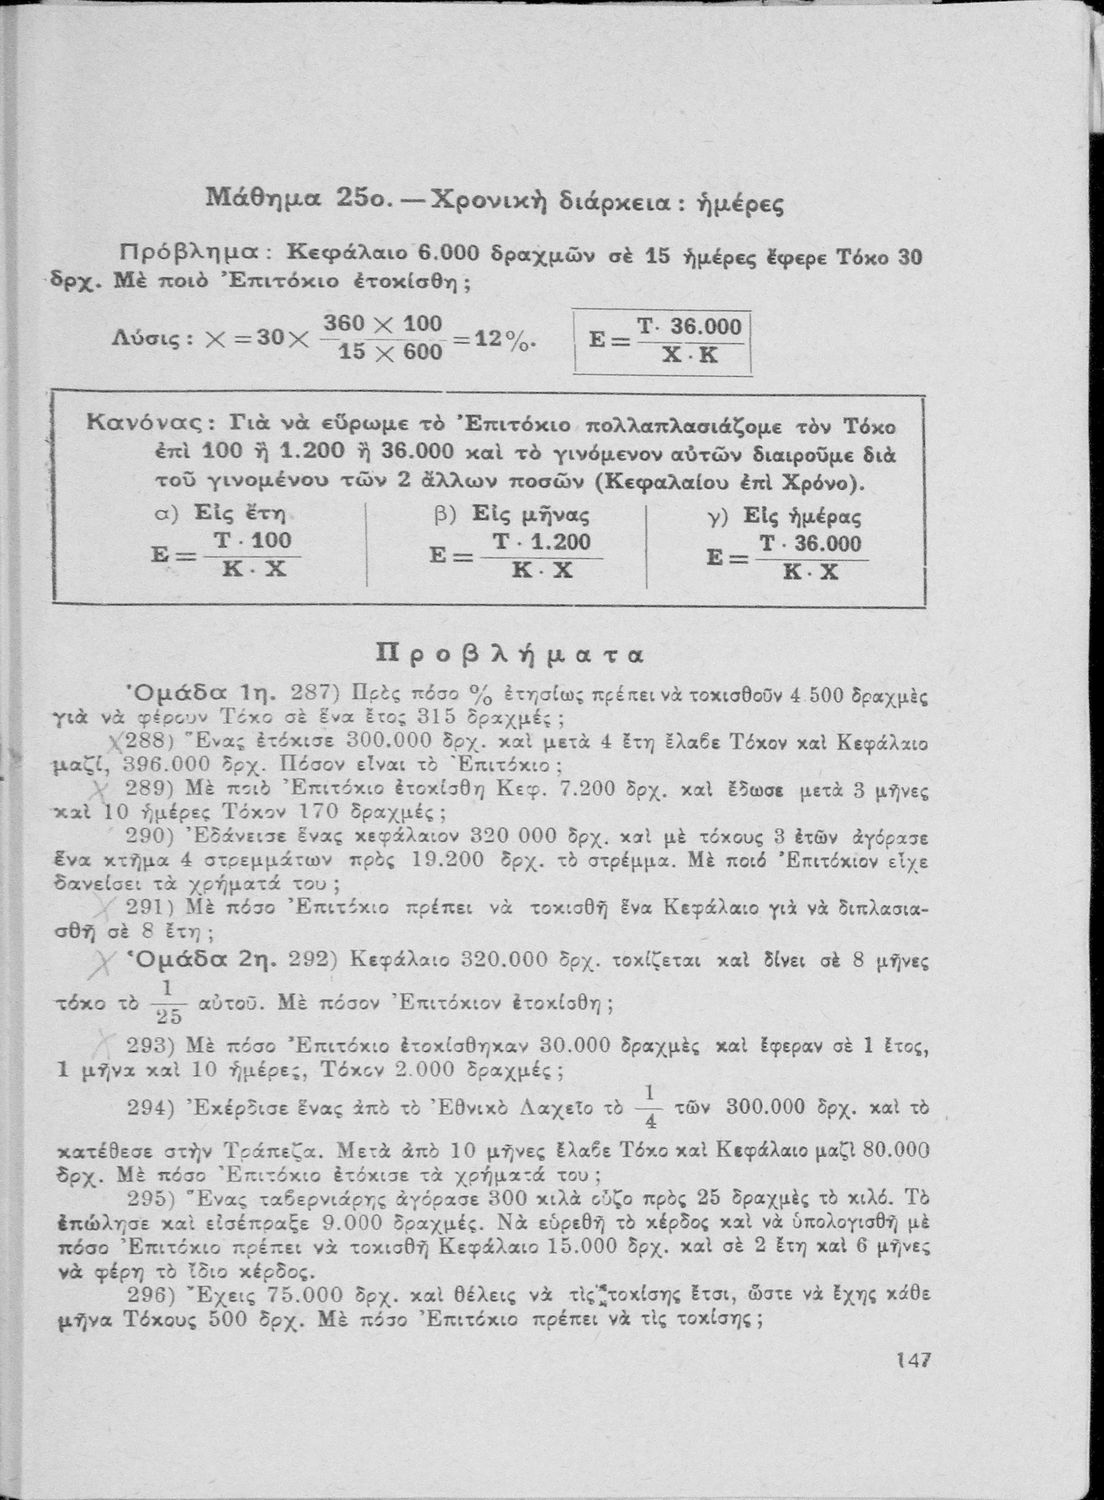 Μάθημα 25ο. — Χρονικὴ διάρκεια : ἡμέρες
Πρόβλημα : Κεφάλαιο 6.000 δραχμῶν σὲ 15 ἡμέρες ἔφερε Τόκο 30
δρχ. Μὲ ποιὸ Ἐπιτόκιο ἐτοκίσθη ;
Λύσις : Χ = 30 × 360 × 100 / 15 × 600 = 12 %. Ε = Τ· 36.000 / Χ · Κ
Κανόνας : Γιὰ νὰ εὕρωμε τὸ Ἐπιτόκιο πολλαπλασιάζομε τὸν Τόκο
ἐπὶ 100 ἢ 1.200 ἢ 36.000 καὶ τὸ γινόμενον αὐτῶν διαιροῦμε διὰ
τοῦ γινομένου τῶν 2 ἄλλων ποσῶν (Κεφαλαίου ἐπὶ Χρόνο).
α) Εἰς ἔτη β) Εἰς μῆνας γ) Εἰς ἡμέρας
Ε = Τ · 100 / Κ · Χ Ε = Τ · 1.200 / Κ · Χ Ε = Τ · 36.000 / Κ · Χ
Προβλήματα
Ὁμάδα 1η. 287) Πρὸς πόσο % ἐτησίως πρέπει νὰ τοκισθοῦν 4.500 δραχμὲς
γιὰ νὰ φέρουν Τόκο σὲ ἕνα ἔτος 315 δραχμές ;
288) Ἕνας ἐτόκισε 300.000 δρχ. καὶ μετὰ 4 ἔτη ἔλαβε Τόκον καὶ Κεφάλαιο
μαζί, 396.000 δρχ. Πόσον εἶναι τὸ Ἐπιτόκιο ;
289) Μὲ ποιὸ Ἐπιτόκιο ἐτοκίσθη Κεφ. 7.200 δρχ. καὶ ἔδωσε μετὰ 3 μῆνες
καὶ 10 ἡμέρες Τόκον 170 δραχμές ;
290) Ἐδάνεισε ἕνας κεφάλαιον 320 000 δρχ. καὶ μὲ τόκους 3 ἐτῶν ἀγόρασε
ἕνα κτῆμα 4 στρεμμάτων πρὸς 19.200 δρχ. τὸ στρέμμα. Μὲ ποιό Ἐπιτόκιον εἶχε
δανείσει τὰ χρήματά του ;
291) Μὲ πόσο Ἐπιτόκιο πρέπει νὰ τοκισθῆ ἕνα Κεφάλαιο γιὰ νὰ διπλασια-
σθῆ σὲ 8 ἔτη ;
Ὁμάδα 2η. 292) Κεφάλαιο 320.000 δρχ. τοκίζεται καὶ δίνει σὲ 8 μῆνες
τόκο τὸ 1/25 αὐτοῦ. Μὲ πόσον Ἐπιτόκιον ἐτοκίσθη ;
293) Μὲ πόσο Ἐπιτόκιο ἐτοκίσθηκαν 30.000 δραχμὲς καὶ ἔφεραν σὲ 1 ἔτος,
1 μῆνα καὶ 10 ἡμέρες, Τόκον 2.000 δραχμές ;
294) Ἐκέρδισε ἕνας ἀπὸ τὸ Ἐθνικὸ Λαχεῖο τὸ 1/4 τῶν 300.000 δρχ. καὶ τὸ
κατέθεσε στὴν Τράπεζα. Μετὰ ἀπὸ 10 μῆνες ἔλαβε Τόκο καὶ Κεφάλαιο μαζὶ 80.000
δρχ. Μὲ πόσο Ἐπιτόκιο ἐτόκισε τὰ χρήματά του ;
295) Ἕνας ταβερνιάρης ἀγόρασε 300 κιλὰ οὖζο πρὸς 25 δραχμὲς τὸ κιλό. Τὸ
ἐπώλησε καὶ εἰσέπραξε 9.000 δραχμές. Νὰ εὑρεθῆ τὸ κέρδος καὶ νὰ ὑπολογισθῆ μὲ
πόσο Ἐπιτόκιο πρέπει νὰ τοκισθῆ Κεφάλαιο 15.000 δρχ. καὶ σὲ 2 ἔτη καὶ 6 μῆνες
νὰ φέρη τὸ ἴδιο κέρδος.
296) Ἔχεις 75.000 δρχ. καὶ θέλεις νὰ τὶς τοκίσης ἔτσι, ὥστε νὰ ἔχης κάθε
μῆνα Τόκους 500 δρχ. Μὲ πόσο Ἐπιτόκιο πρέπει νὰ τὶς τοκίσης ;
147